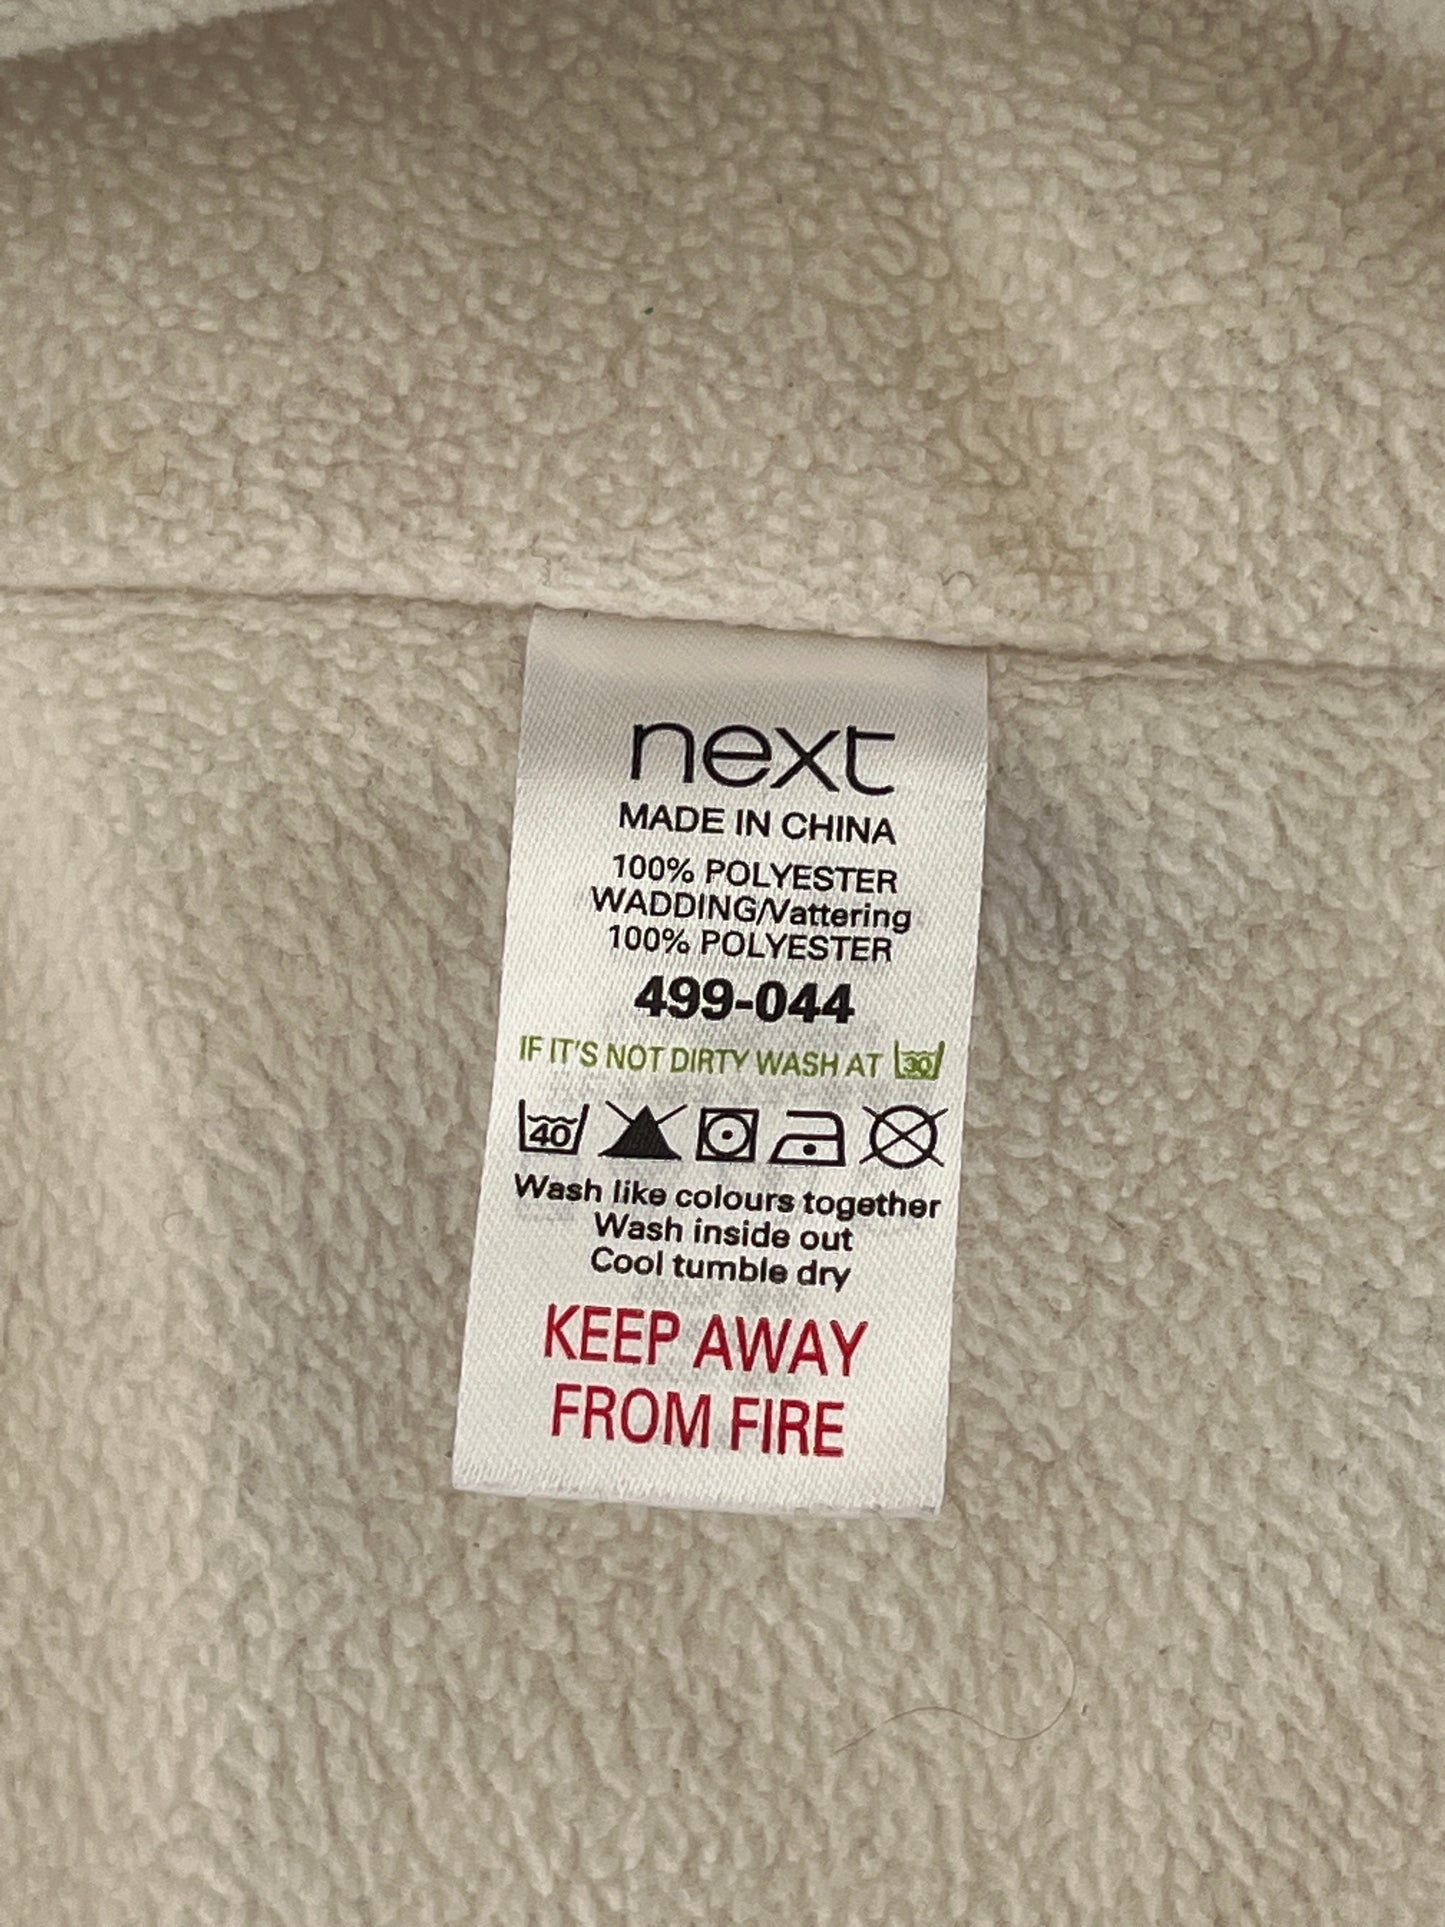 next
MADE IN CHINA
100% POLYESTER
WADDING/Vattering
100% POLYESTER
499-044
IF IT'S NOT DIRTY WASH AT 30
40
Wash like colours together
Wash inside out
Cool tumble dry
KEEP AWAY
FROM FIRE